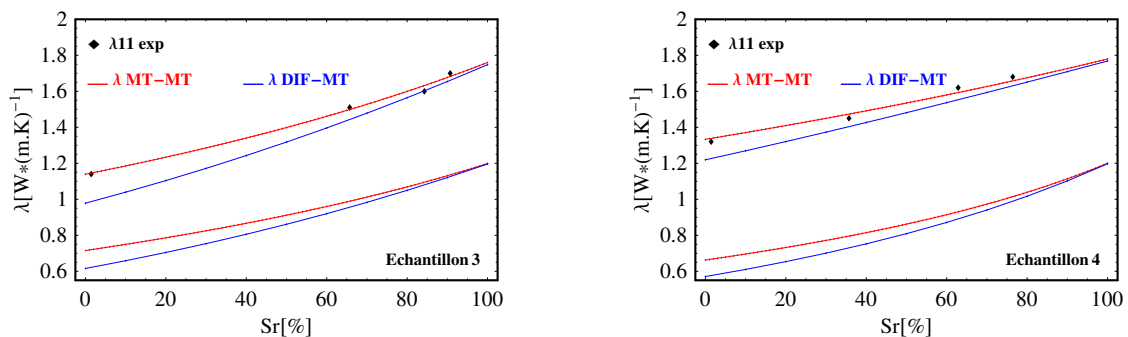 2
1.8
1.6
1.4
1.2
1
0.8
0.6
λ[W*(m.K)⁻¹]
λ11 exp
λ MT−MT
λ DIF−MT
Echantillon 3
0 20 40 60 80 100
Sr[%]
2
1.8
1.6
1.4
1.2
1
0.8
0.6
λ[W*(m.K)⁻¹]
λ11 exp
λ MT−MT
λ DIF−MT
Echantillon 4
0 20 40 60 80 100
Sr[%]